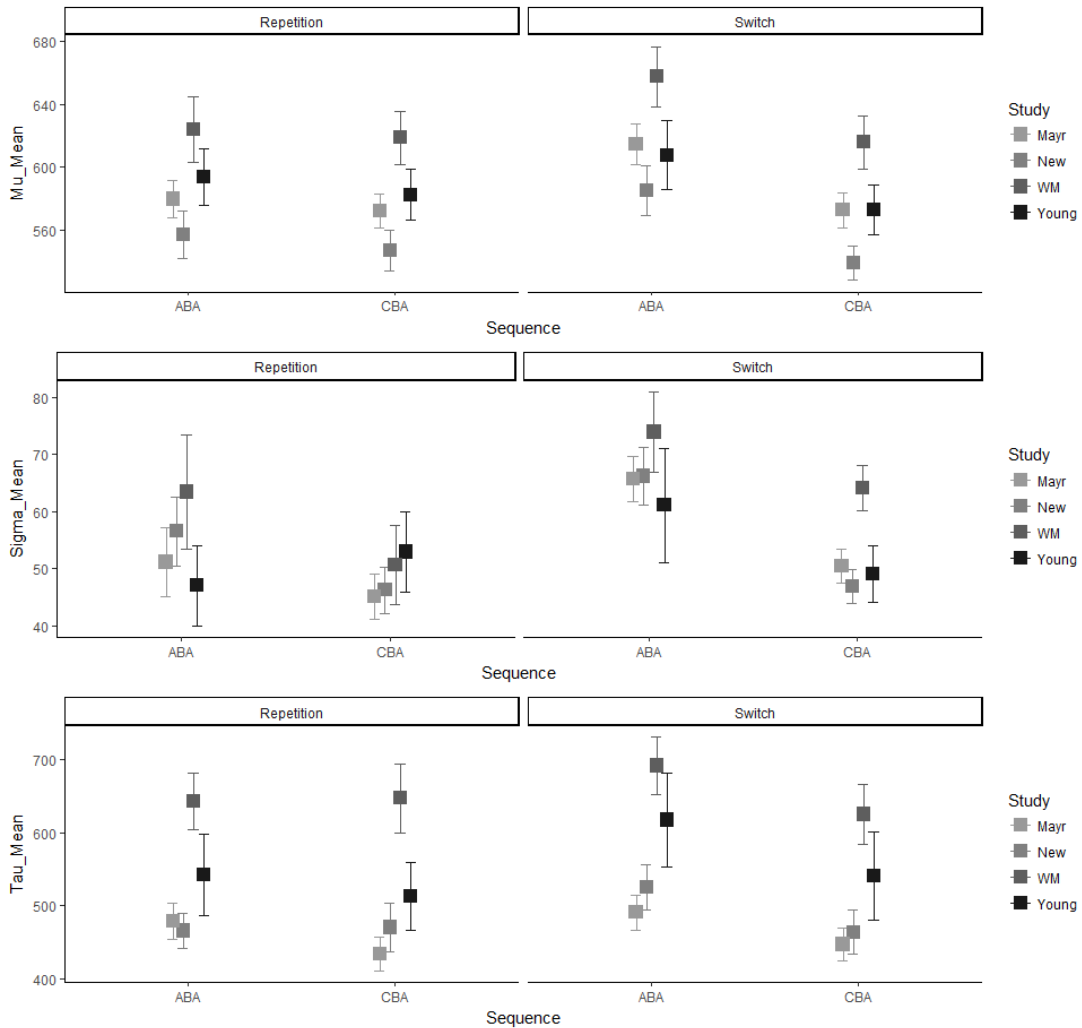 Repetition
Switch
680
640
600
560
Mu_Mean
ABA
CBA
ABA
CBA
Sequence
Study
Mayr
New
WM
Young
Repetition
Switch
80
70
60
50
40
Sigma_Mean
ABA
CBA
ABA
CBA
Sequence
Study
Mayr
New
WM
Young
Repetition
Switch
700
600
500
400
Tau_Mean
ABA
CBA
ABA
CBA
Sequence
Study
Mayr
New
WM
Young